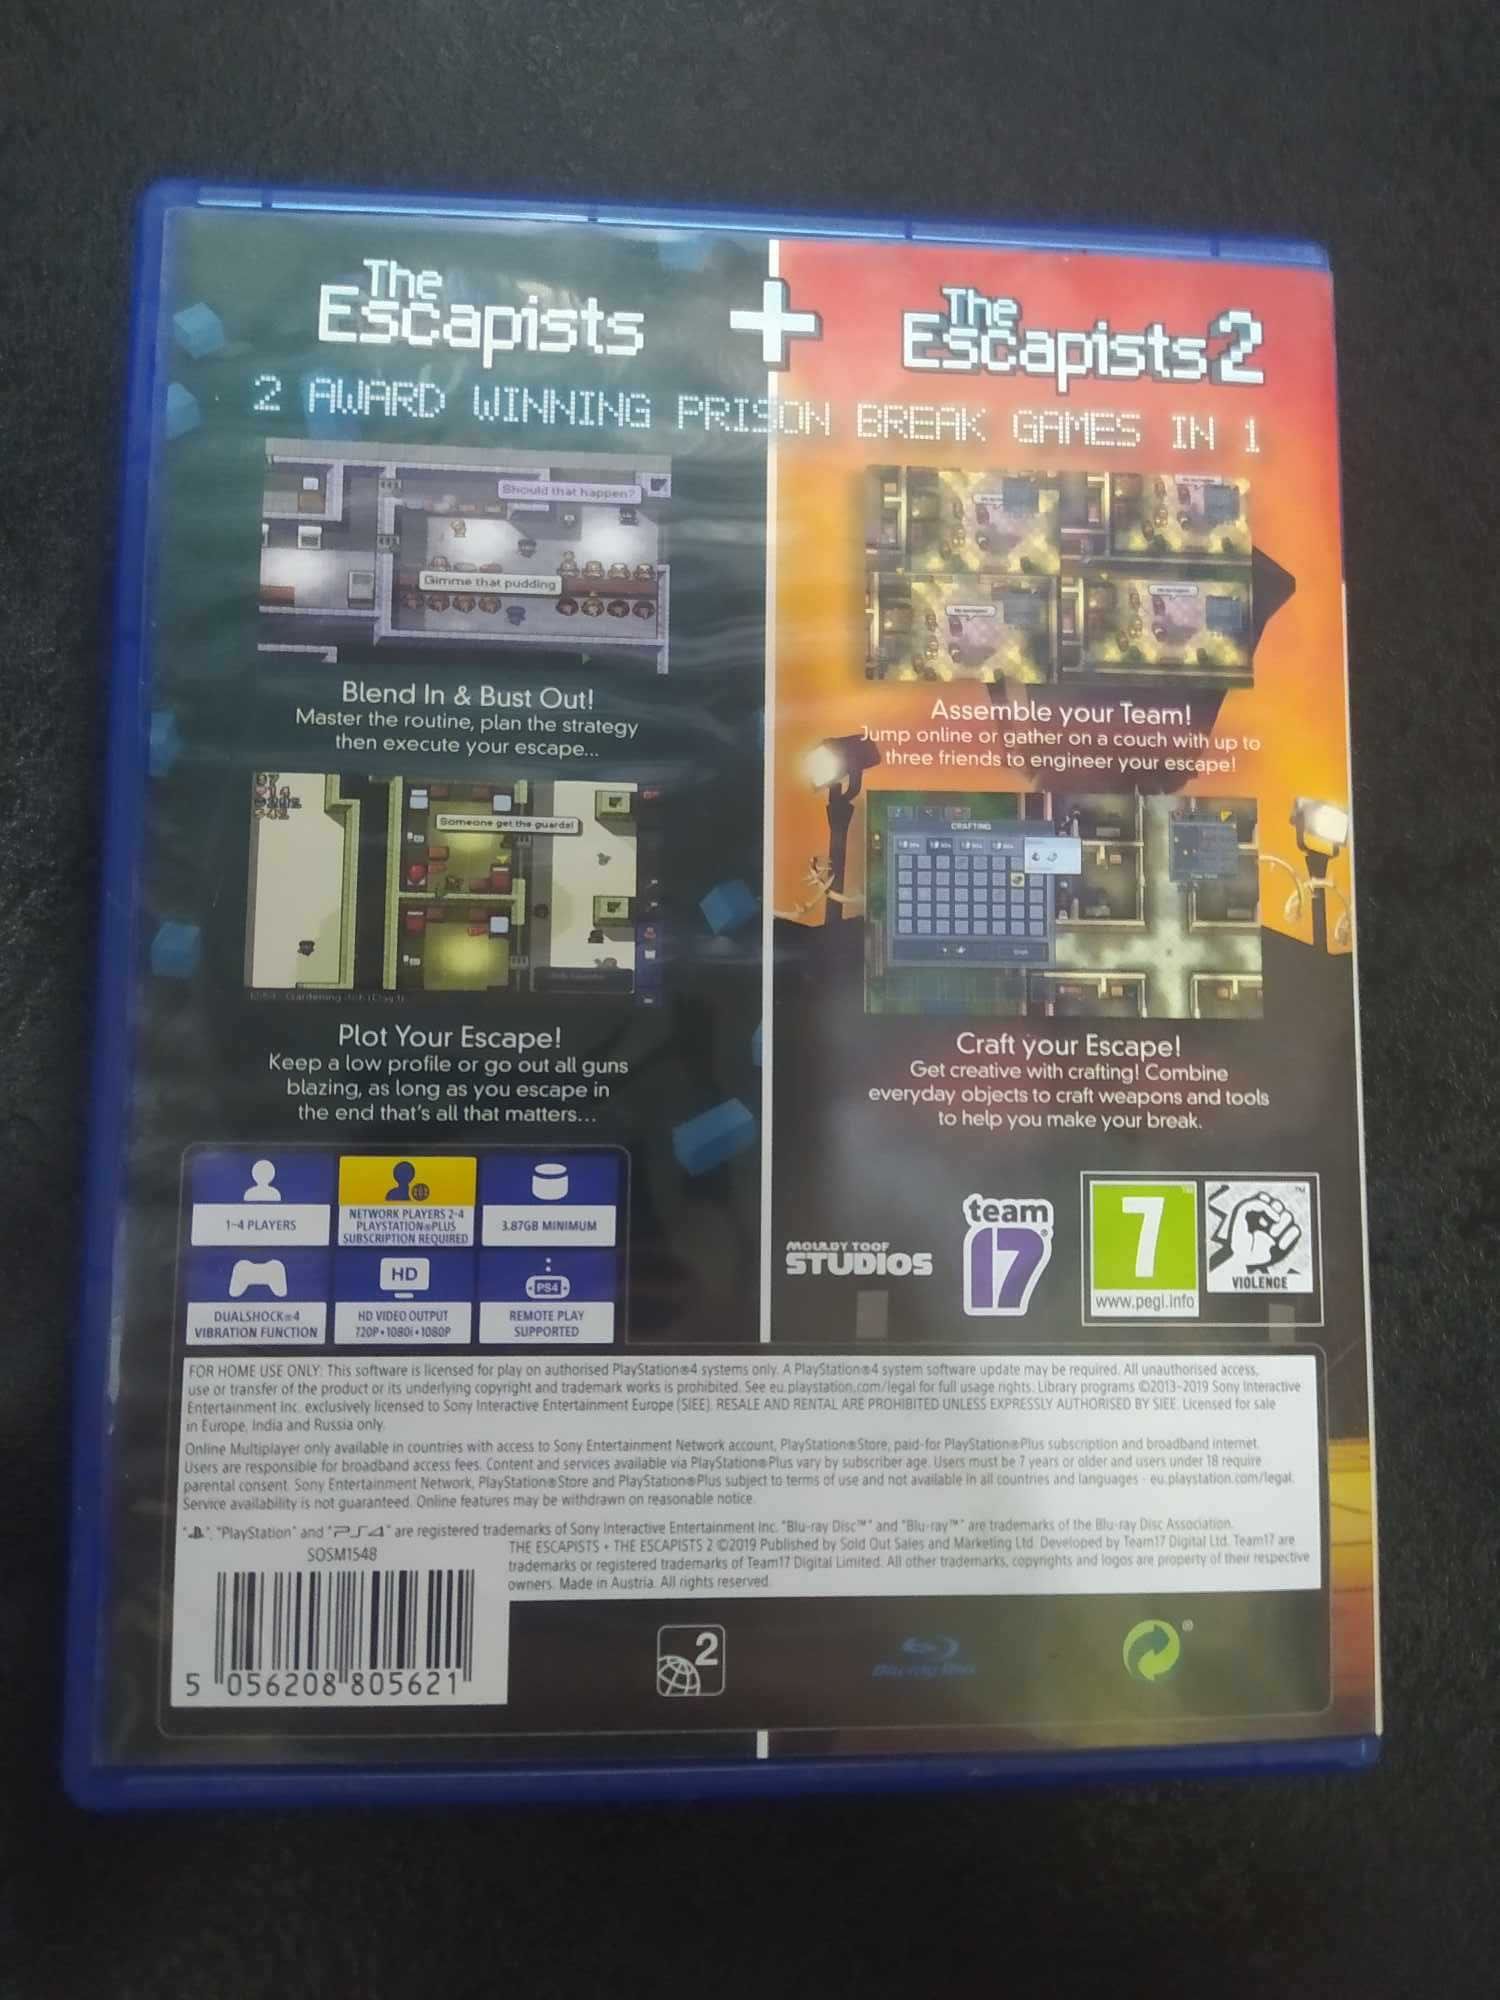 The
Escapists
+
The
Escapists 2
2 AWARD WINNING PRISON BREAK GAMES IN 1
Should that happen?
Gimme that pudding
Blend In & Bust Out!
Master the routine, plan the strategy
then execute your escape...
Someone get the guards!
Plot Your Escape!
Keep a low profile or go out all guns
blazing, as long as you escape in
the end that's all that matters...
Assemble your Team!
Jump online or gather on a couch with up to
three friends to engineer your escape!
CRAFTING
Craft your Escape!
Get creative with crafting! Combine
everyday objects to craft weapons and tools
to help you make your break.
1-4 PLAYERS
NETWORK PLAYERS 2-4
PLAYSTATION®PLUS
SUBSCRIPTION REQUIRED
3.87GB MINIMUM
DUALSHOCK®4
VIBRATION FUNCTION
HD
HD VIDEO OUTPUT
720P•1080i•1080P
PS4
REMOTE PLAY
SUPPORTED
MOULDY TOOF
STUDIOS
team
17
7
www.pegi.info
VIOLENCE
FOR HOME USE ONLY: This software is licensed for play on authorised PlayStation®4 systems only. A PlayStation®4 system software update may be required. All unauthorised access,
use or transfer of the product or its underlying copyright and trademark works is prohibited. See eu.playstation.com/legal for full usage rights. Library programs ©2013-2019 Sony Interactive
Entertainment Inc. exclusively licensed to Sony Interactive Entertainment Europe (SIEE). RESALE AND RENTAL ARE PROHIBITED UNLESS EXPRESSLY AUTHORISED BY SIEE. Licensed for sale
in Europe, India and Russia only.
Online Multiplayer only available in countries with access to Sony Entertainment Network account, PlayStation®Store, paid-for PlayStation®Plus subscription and broadband internet.
Users are responsible for broadband access fees. Content and services available via PlayStation®Plus vary by subscriber age. Users must be 7 years or older and users under 18 require
parental consent. Sony Entertainment Network, PlayStation®Store and PlayStation®Plus subject to terms of use and not available in all countries and languages - eu.playstation.com/legal.
Service availability is not guaranteed. Online features may be withdrawn on reasonable notice.
"PlayStation" and "PS4" are registered trademarks of Sony Interactive Entertainment Inc. "Blu-ray Disc™" and "Blu-ray™" are trademarks of the Blu-ray Disc Association.
THE ESCAPISTS • THE ESCAPISTS 2 ©2019 Published by Sold Out Sales and Marketing Ltd. Developed by Team17 Digital Ltd. Team17 are
trademarks or registered trademarks of Team17 Digital Limited. All other trademarks, copyrights and logos are property of their respective
owners. Made in Austria. All rights reserved.
SOSM1548
5 056208 805621
2
Blu-ray Disc